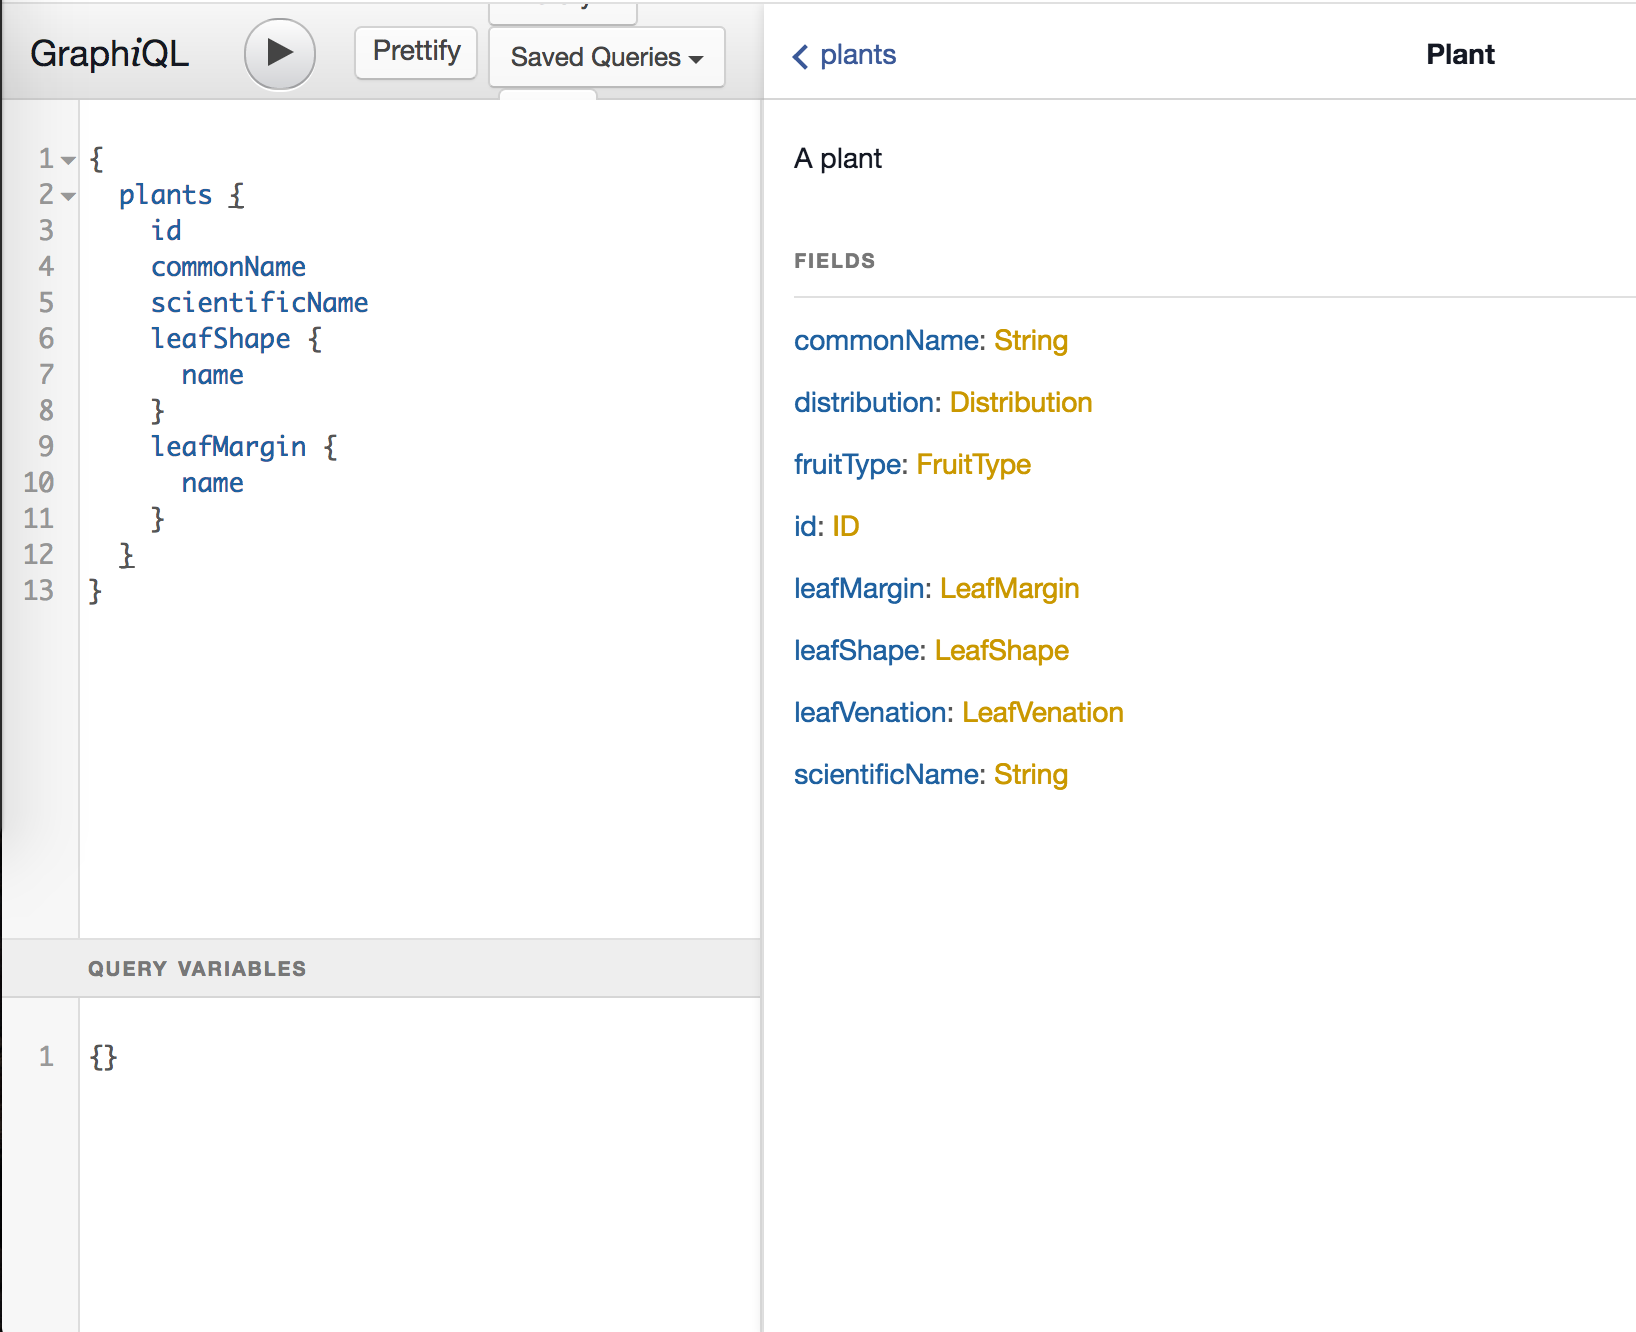 GraphiQL
Prettify
Saved Queries
1 {
2 plants {
3 id
4 commonName
5 scientificName
6 leafShape {
7 name
8 }
9 leafMargin {
10 name
11 }
12 }
13 }
QUERY VARIABLES
1 {}
plants
Plant
A plant
FIELDS
commonName: String
distribution: Distribution
fruitType: FruitType
id: ID
leafMargin: LeafMargin
leafShape: LeafShape
leafVenation: LeafVenation
scientificName: String